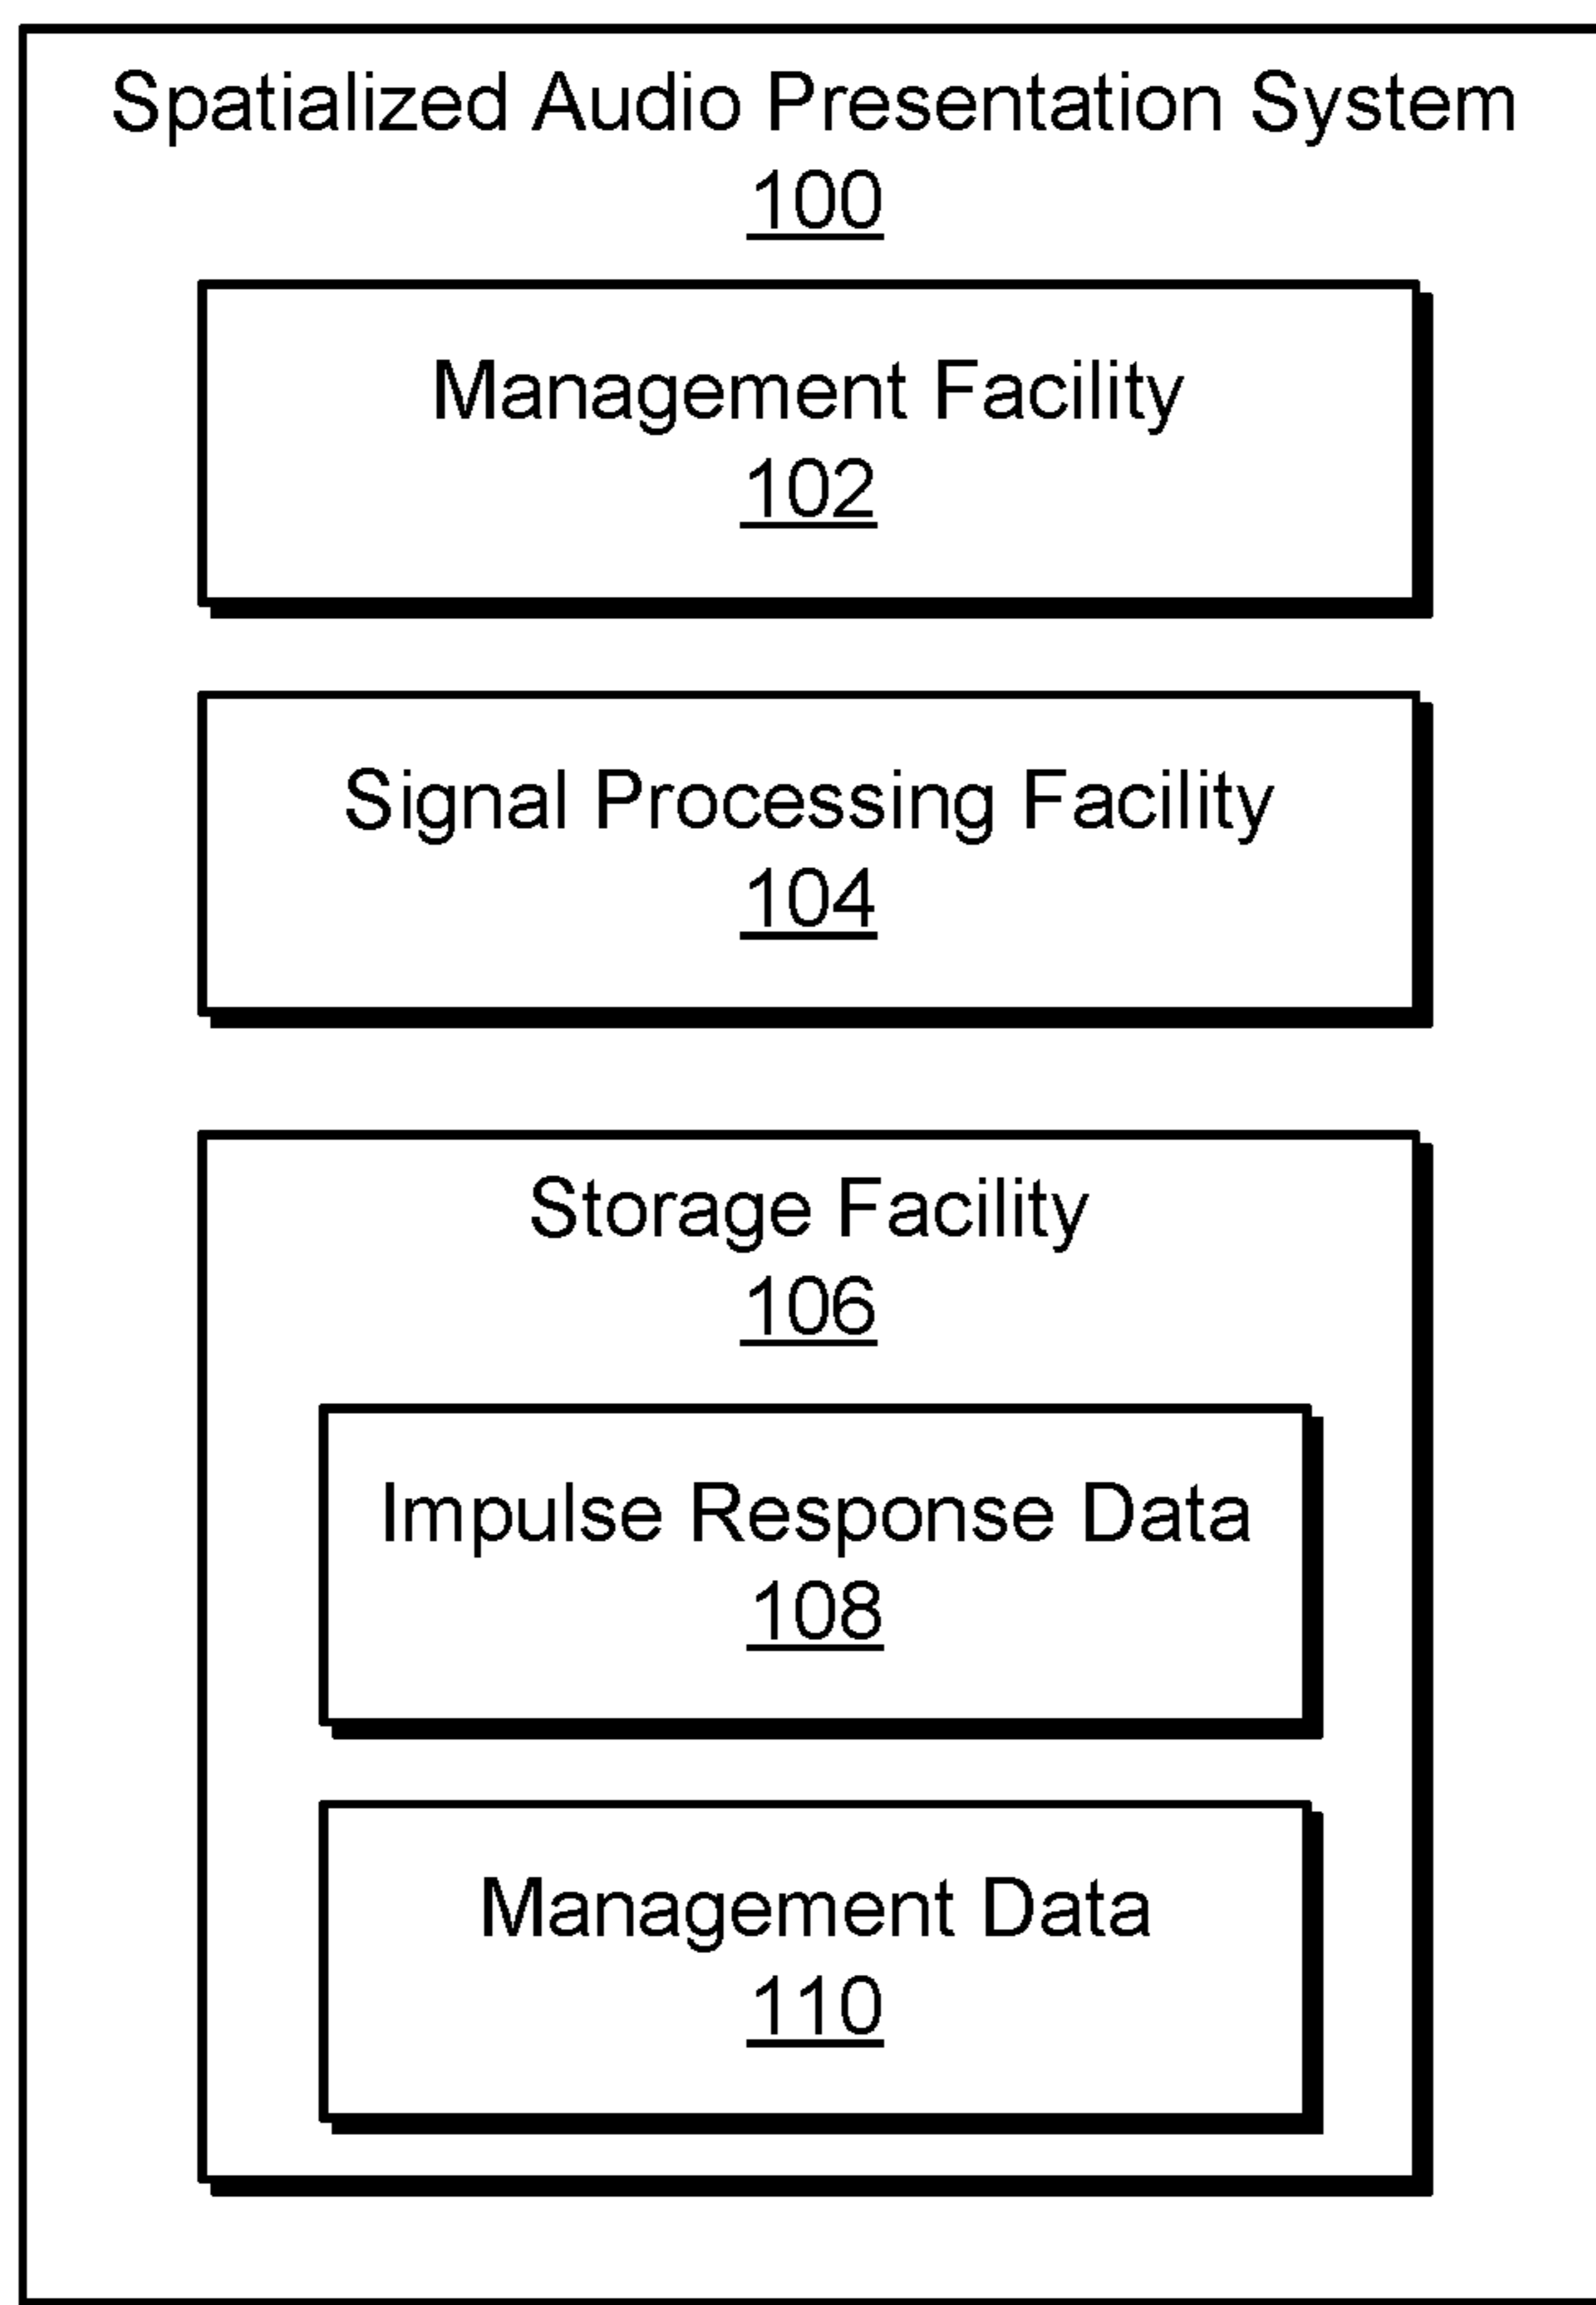 Spatialized Audio Presentation System
100
Management Facility
102
Signal Processing Facility
104
Storage Facility
106
Impulse Response Data
108
Management Data
110